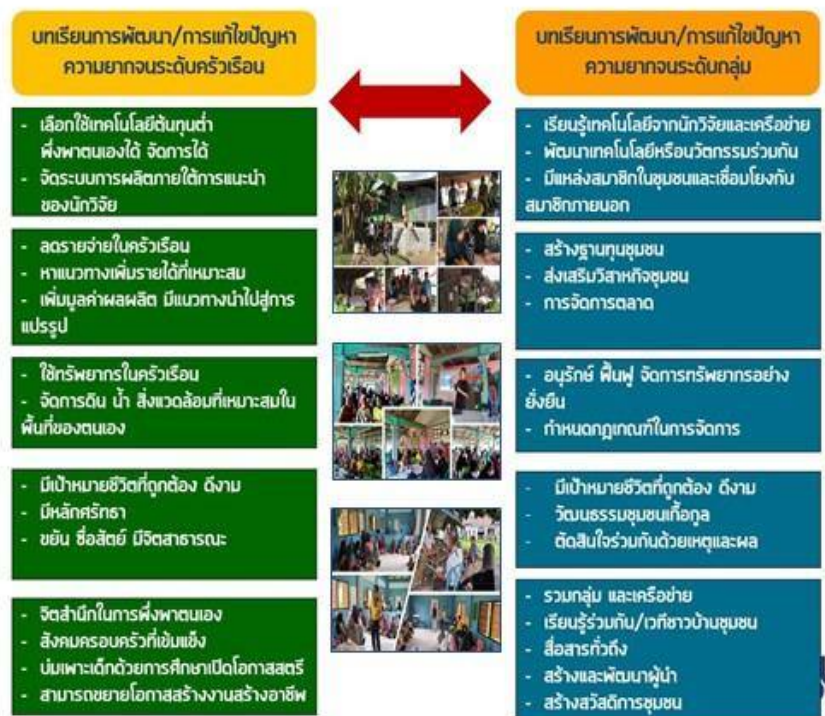 บทเรียนการพัฒนา/การแก้ไขปัญหา
ความยากจนระดับครัวเรือน
- เลือกใช้เทคโนโลยีต้นทุนต่ำ
พึ่งพาตนเองได้ จัดการได้
- จัดระบบการผลิตภายใต้การแนะนำ
ของนักวิจัย
- ลดรายจ่ายในครัวเรือน
- หาแนวทางเพิ่มรายได้ที่เหมาะสม
- เพิ่มมูลค่าผลผลิต มีแนวทางนำไปสู่การ
แปรรูป
- ใช้ทรัพยากรในครัวเรือน
- จัดการดิน น้ำ สิ่งแวดล้อมที่เหมาะสมใน
พื้นที่ของตนเอง
- มีเป้าหมายชีวิตที่ถูกต้อง ดีงาม
- มีหลักศรัทธา
- ขยัน ซื่อสัตย์ มีจิตสาธารณะ
- จิตสำนึกในการพึ่งพาตนเอง
- สังคมครอบครัวที่เข้มแข็ง
- บ่มเพาะเด็กด้วยการศึกษาเปิดโอกาสสตรี
- สามารถขยายโอกาสสร้างงานสร้างอาชีพ
บทเรียนการพัฒนา/การแก้ไขปัญหา
ความยากจนระดับกลุ่ม
- เรียนรู้เทคโนโลยีจากนักวิจัยและเครือข่าย
- พัฒนาเทคโนโลยีหรือนวัตกรรมร่วมกัน
- มีแหล่งสมาชิกในชุมชนและเชื่อมโยงกับ
สมาชิกภายนอก
- สร้างฐานทุนชุมชน
- ส่งเสริมวิสาหกิจชุมชน
- การจัดการตลาด
- อนุรักษ์ ฟื้นฟู จัดการทรัพยากรอย่าง
ยั่งยืน
- กำหนดกฎเกณฑ์ในการจัดการ
- มีเป้าหมายชีวิตที่ถูกต้อง ดีงาม
- วัฒนธรรมชุมชนเกื้อกูล
- ตัดสินใจร่วมกันด้วยเหตุและผล
- รวมกลุ่ม และเครือข่าย
- เรียนรู้ร่วมกัน/เวทีชาวบ้านชุมชน
- สื่อสารทั่วถึง
- สร้างและพัฒนาผู้นำ
- สร้างสวัสดิการชุมชน